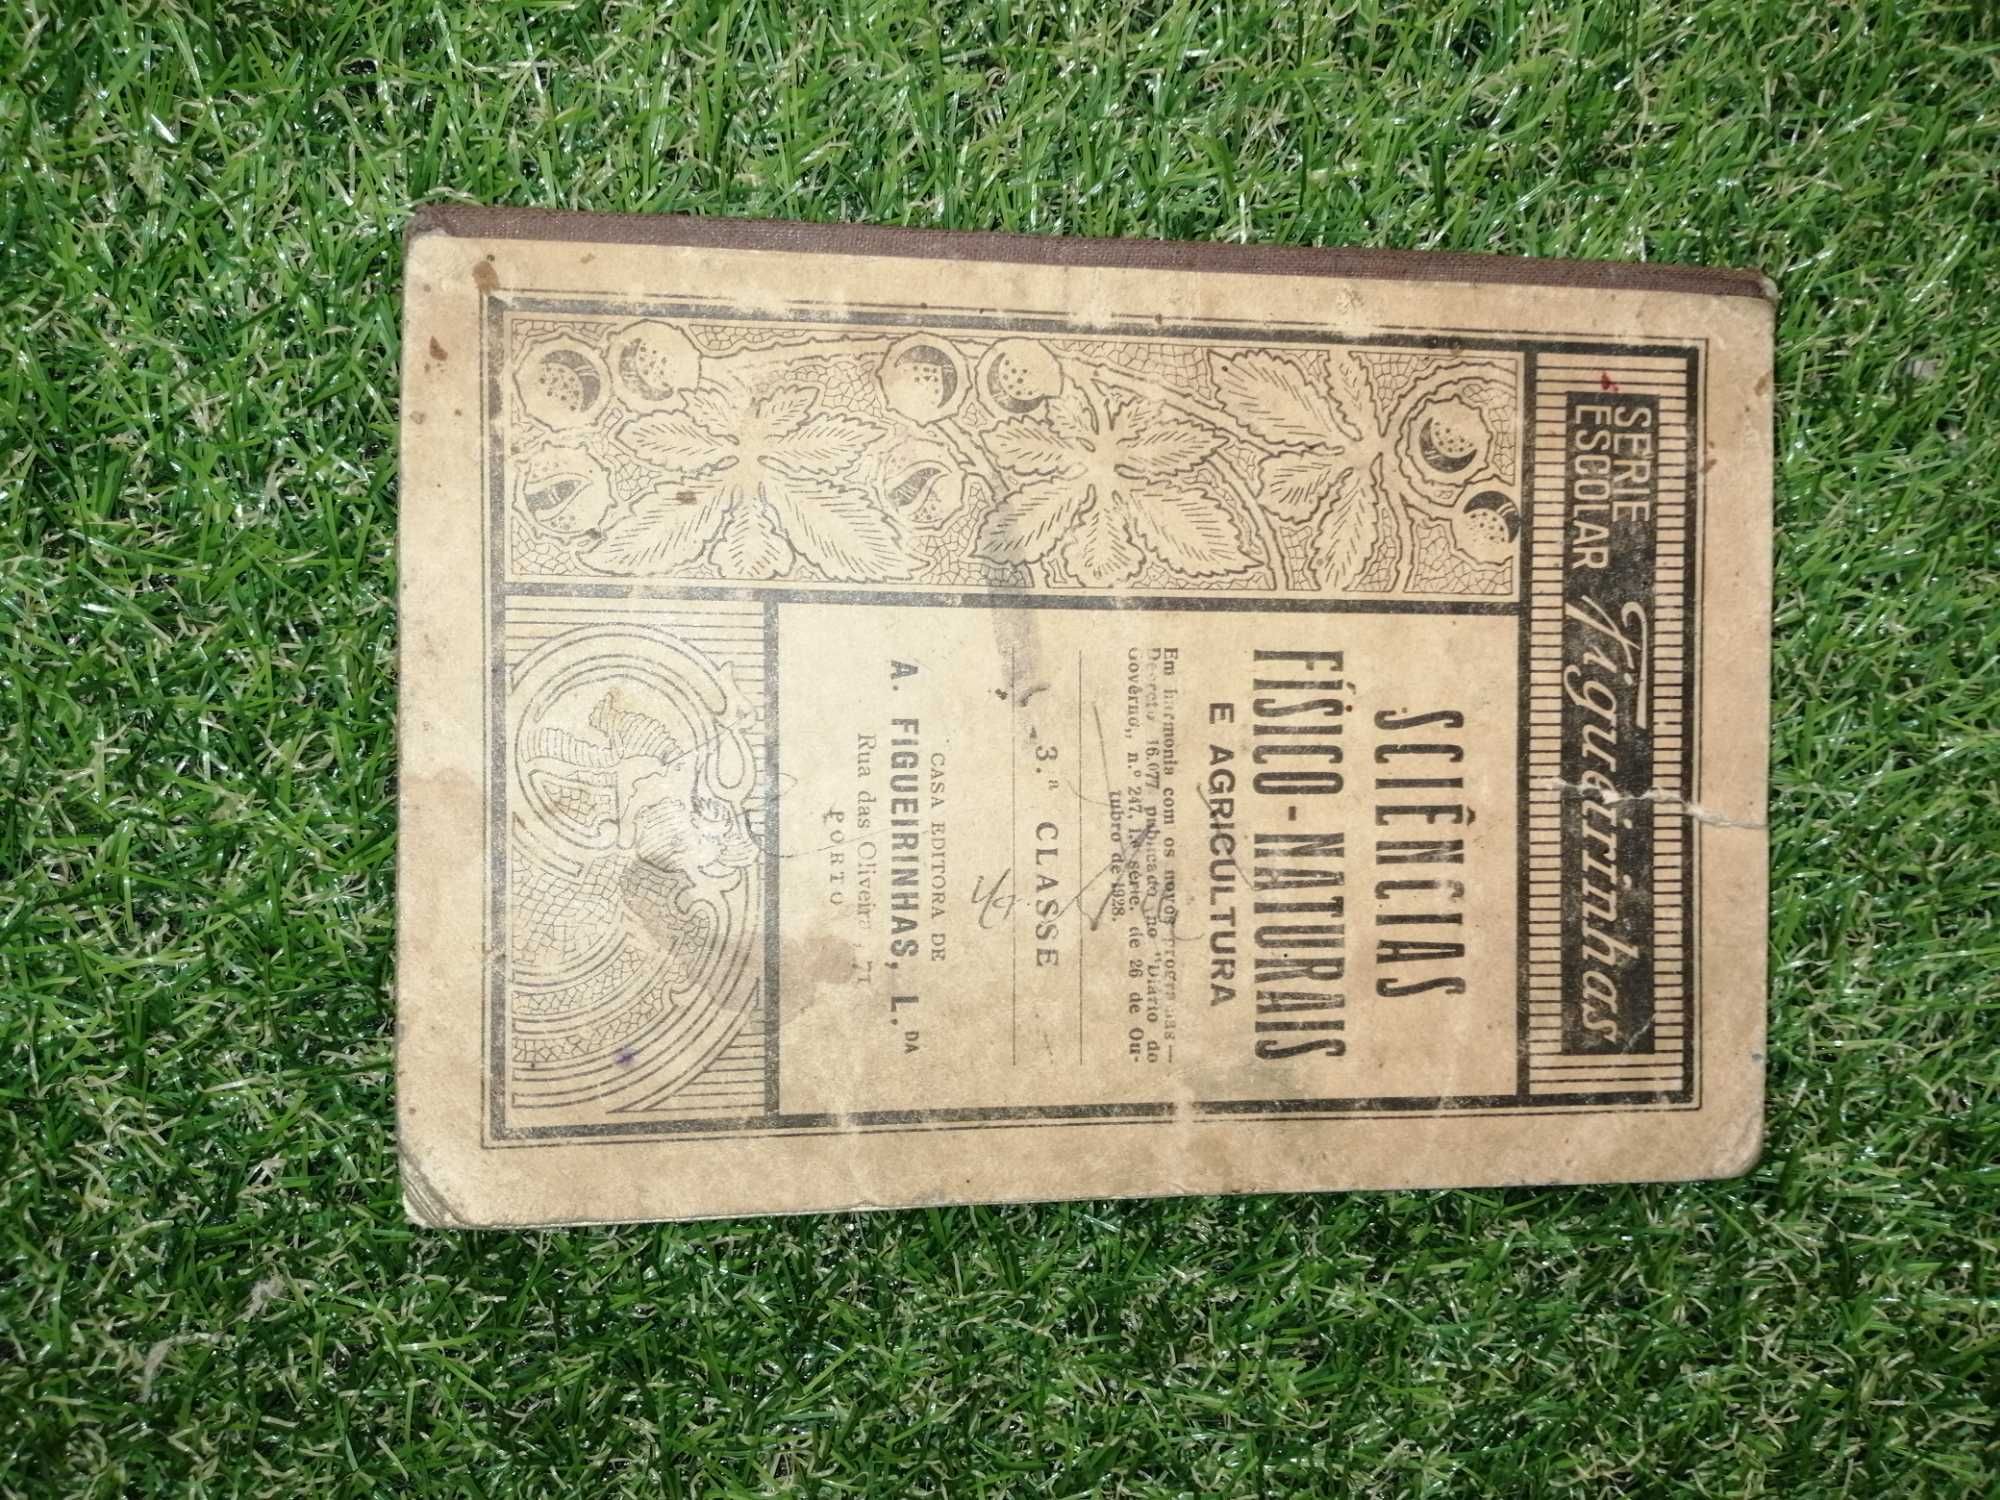 SERIE
ESCOLAR
Figueirinhas
SCIÊNCIAS
FÍSICO-NATURAIS
E AGRICULTURA
Em harmonia com os novos Programas —
Decreto 16.077 publicado no "Diário do
Govêrno,, n.º 247, I.ª série, de 26 de Ou-
tubro de 1928.
3.ª CLASSE
CASA EDITORA DE
A. FIGUEIRINHAS, L.DA
Rua das Oliveiras, 71
PORTO